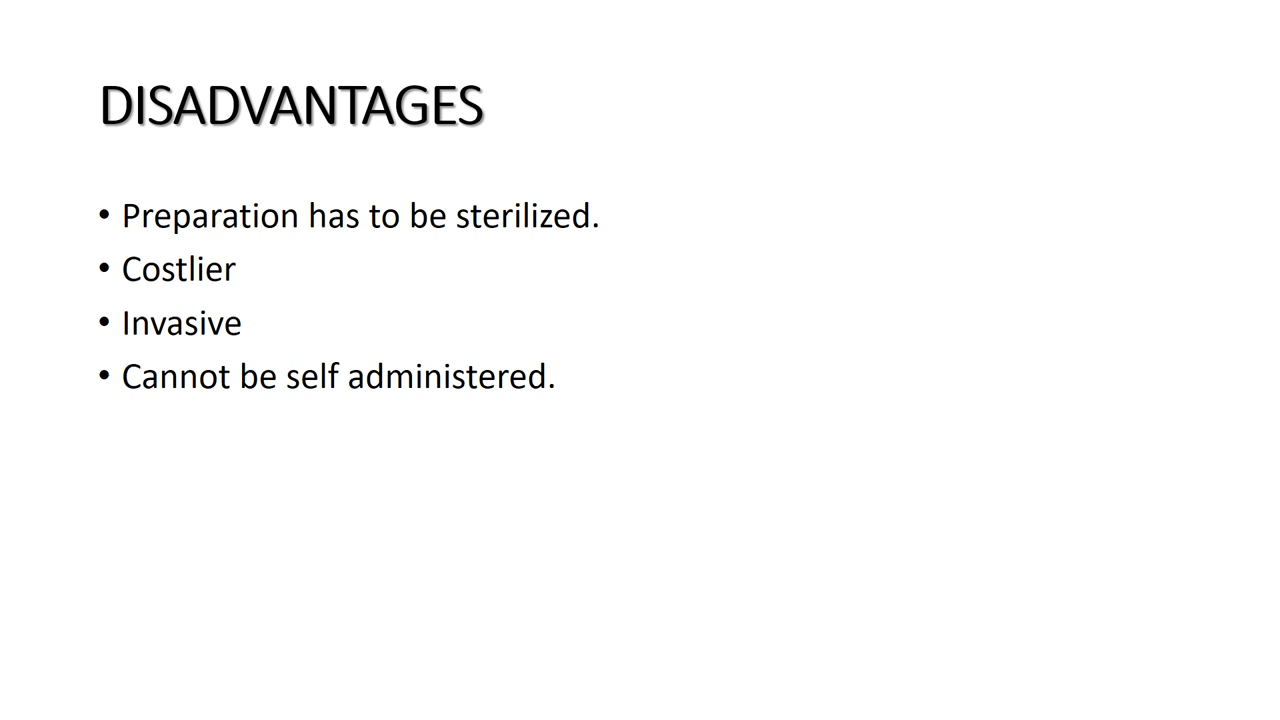 DISADVANTAGES
• Preparation has to be sterilized.
• Costlier
• Invasive
• Cannot be self administered.